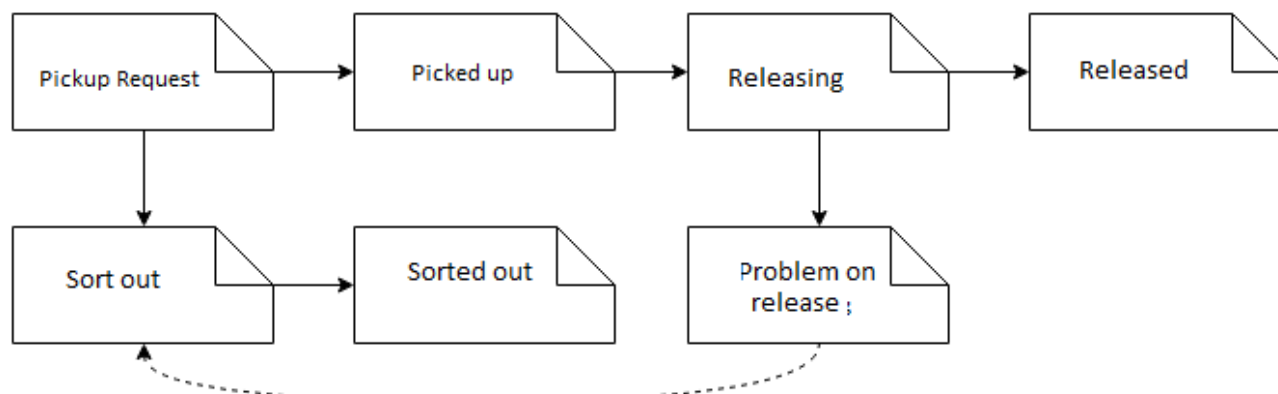 Pickup Request
Picked up
Releasing
Released
Sort out
Sorted out
Problem on
release ;